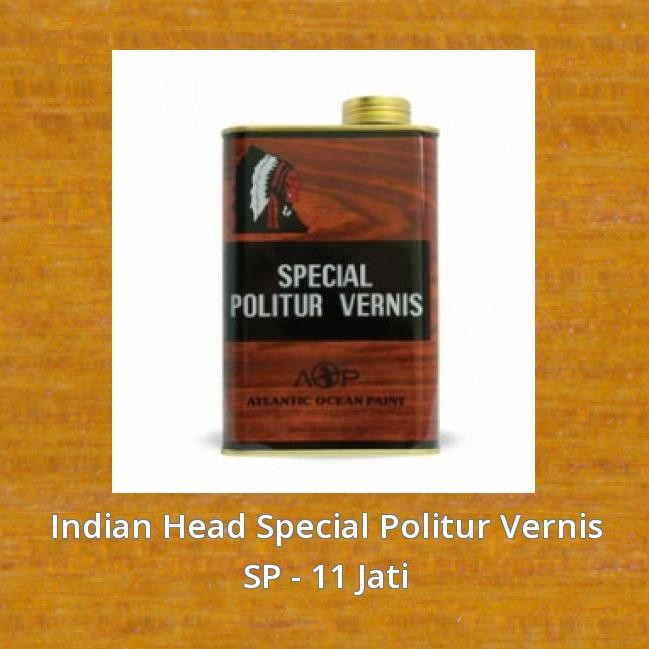 SPECIAL
POLITUR VERNIS
AOP
ATLANTIC OCEAN PAINT
Indian Head Special Politur Vernis
SP - 11 Jati